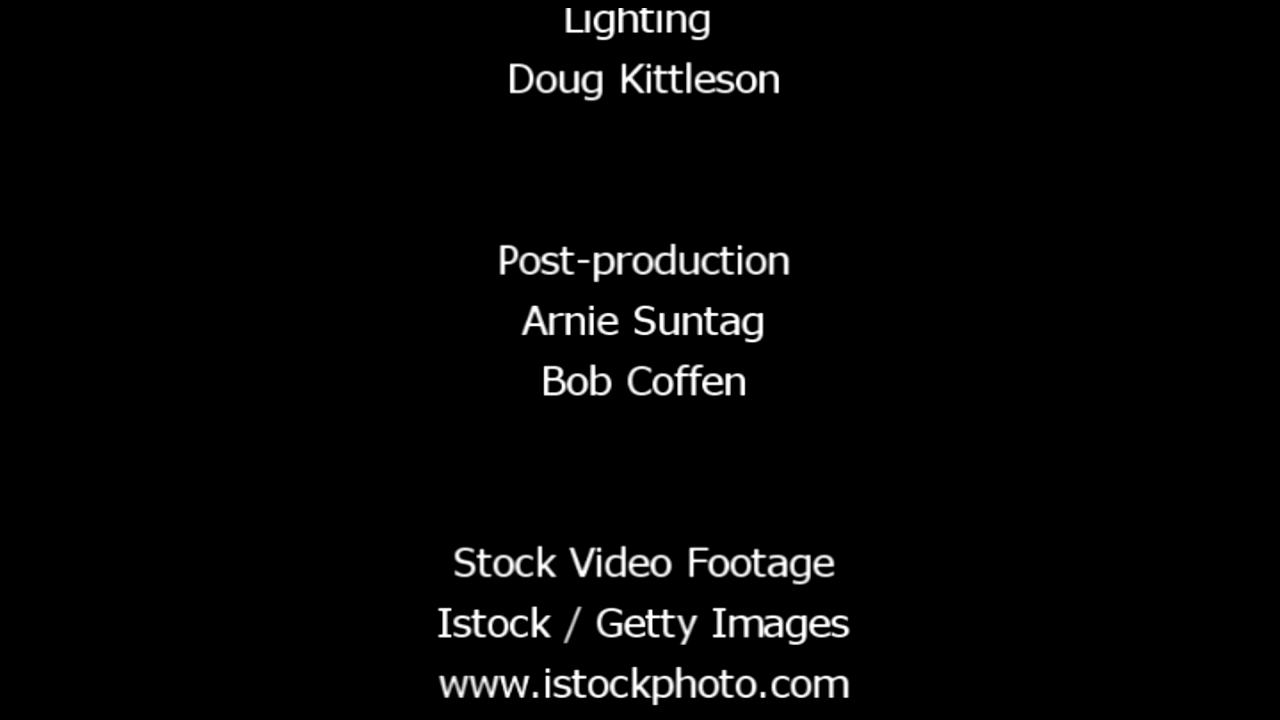 Lighting
Doug Kittleson
Post-production
Arnie Suntag
Bob Coffen
Stock Video Footage
Istock / Getty Images
www.istockphoto.com